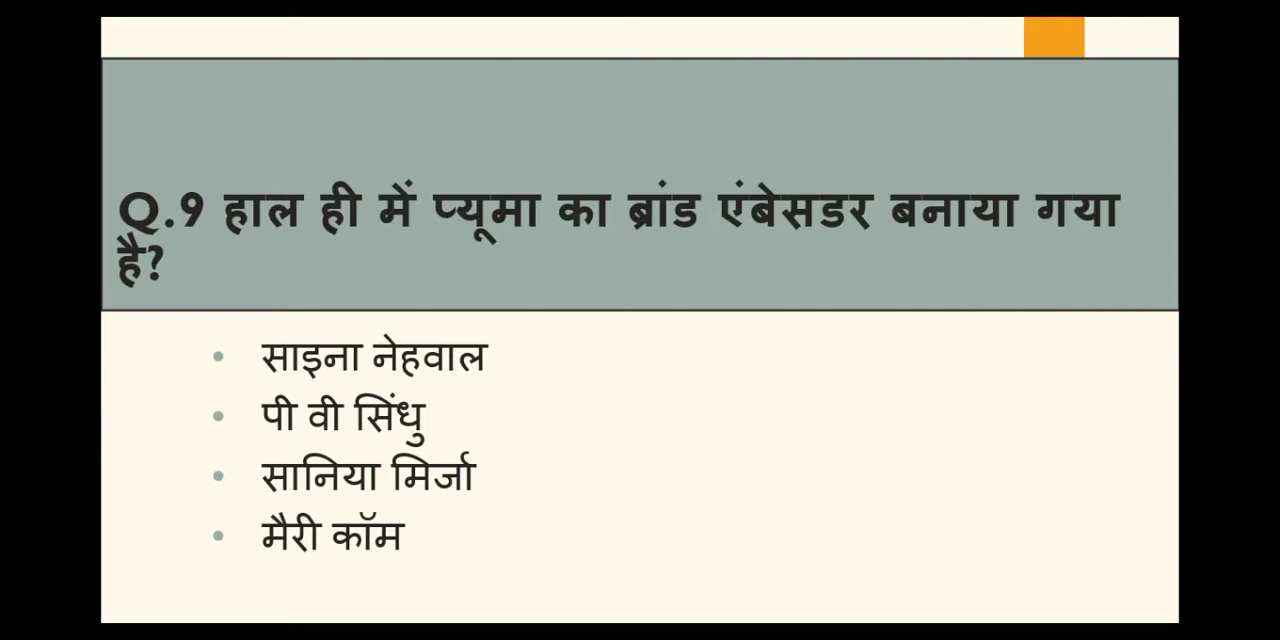 Q.9 हाल ही में प्यूमा का ब्रांड एंबेसडर बनाया गया
है?
• साइना नेहवाल
• पी वी सिंधु
• सानिया मिर्जा
• मैरी कॉम